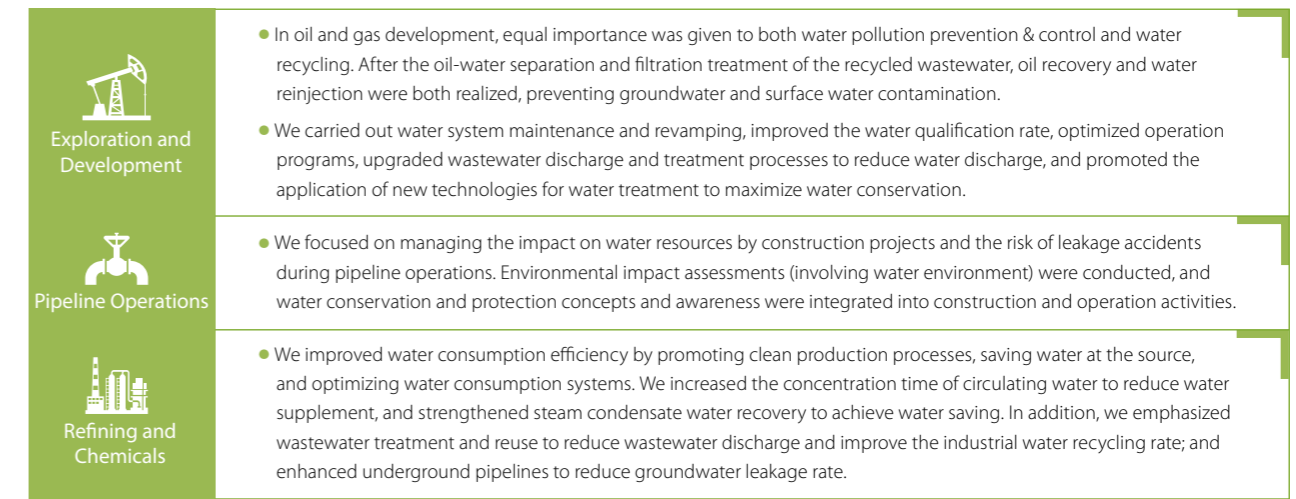 Exploration and
Development
● In oil and gas development, equal importance was given to both water pollution prevention & control and water
recycling. After the oil-water separation and filtration treatment of the recycled wastewater, oil recovery and water
reinjection were both realized, preventing groundwater and surface water contamination.
● We carried out water system maintenance and revamping, improved the water qualification rate, optimized operation
programs, upgraded wastewater discharge and treatment processes to reduce water discharge, and promoted the
application of new technologies for water treatment to maximize water conservation.
Pipeline Operations
● We focused on managing the impact on water resources by construction projects and the risk of leakage accidents
during pipeline operations. Environmental impact assessments (involving water environment) were conducted, and
water conservation and protection concepts and awareness were integrated into construction and operation activities.
Refining and
Chemicals
● We improved water consumption efficiency by promoting clean production processes, saving water at the source,
and optimizing water consumption systems. We increased the concentration time of circulating water to reduce water
supplement, and strengthened steam condensate water recovery to achieve water saving. In addition, we emphasized
wastewater treatment and reuse to reduce wastewater discharge and improve the industrial water recycling rate; and
enhanced underground pipelines to reduce groundwater leakage rate.